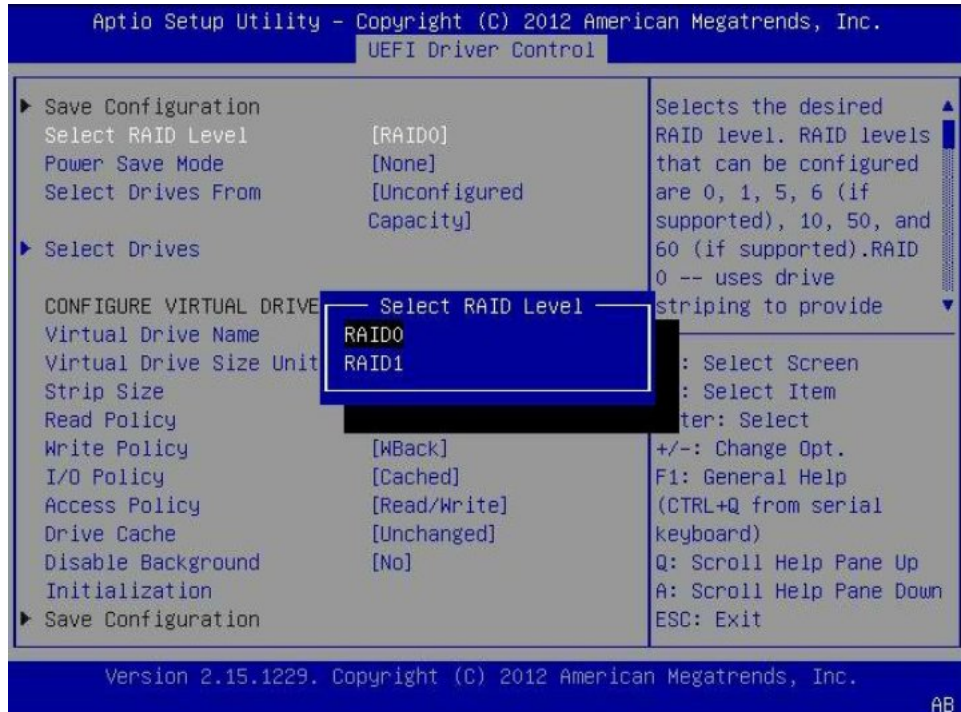 Aptio Setup Utility – Copyright (C) 2012 American Megatrends, Inc.
UEFI Driver Control
▶ Save Configuration
Select RAID Level [RAID0]
Power Save Mode [None]
Select Drives From [Unconfigured
Capacity]
▶ Select Drives
CONFIGURE VIRTUAL DRIVE
Virtual Drive Name
Virtual Drive Size Unit
Strip Size
Read Policy
Write Policy [WBack]
I/O Policy [Cached]
Access Policy [Read/Write]
Drive Cache [Unchanged]
Disable Background [No]
Initialization
▶ Save Configuration
Select RAID Level
RAID0
RAID1
Selects the desired
RAID level. RAID levels
that can be configured
are 0, 1, 5, 6 (if
supported), 10, 50, and
60 (if supported).RAID
0 -- uses drive
striping to provide
: Select Screen
: Select Item
ter: Select
+/-: Change Opt.
F1: General Help
(CTRL+Q from serial
keyboard)
Q: Scroll Help Pane Up
A: Scroll Help Pane Down
ESC: Exit
Version 2.15.1229. Copyright (C) 2012 American Megatrends, Inc.
AB